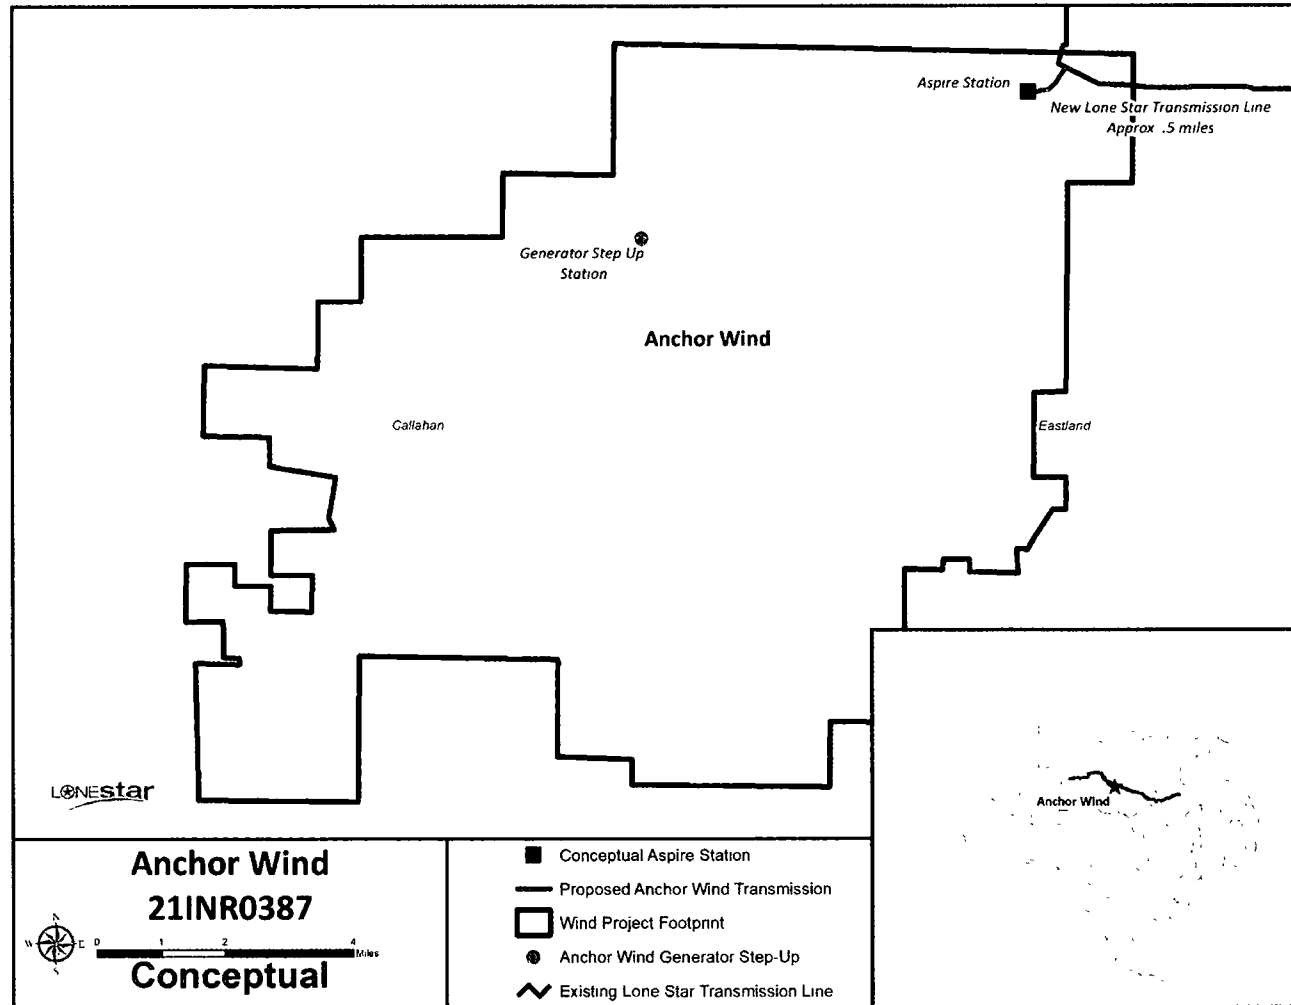 Aspire Station
New Lone Star Transmission Line
Approx .5 miles
Generator Step Up
Station
Anchor Wind
Callahan
Eastland
LONEstar
Anchor Wind
Anchor Wind
21INR0387
N
W E
S
0 1 2 4
Miles
Conceptual
Conceptual Aspire Station
Proposed Anchor Wind Transmission
Wind Project Footprint
Anchor Wind Generator Step-Up
Existing Lone Star Transmission Line